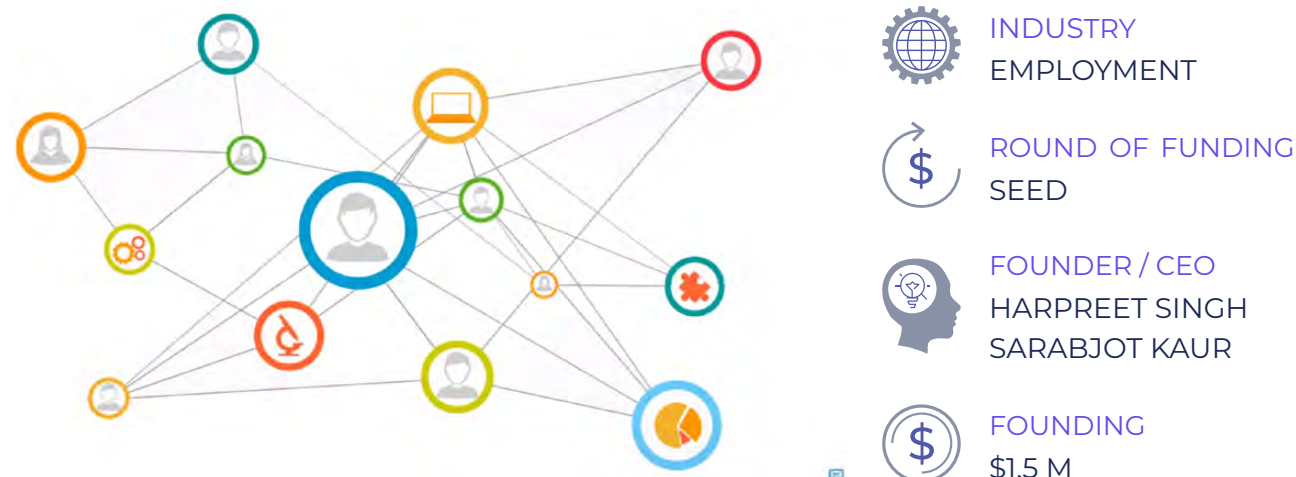 INDUSTRY
EMPLOYMENT
$
ROUND OF FUNDING
SEED
FOUNDER / CEO
HARPREET SINGH
SARABJOT KAUR
$
FOUNDING
$1.5 M